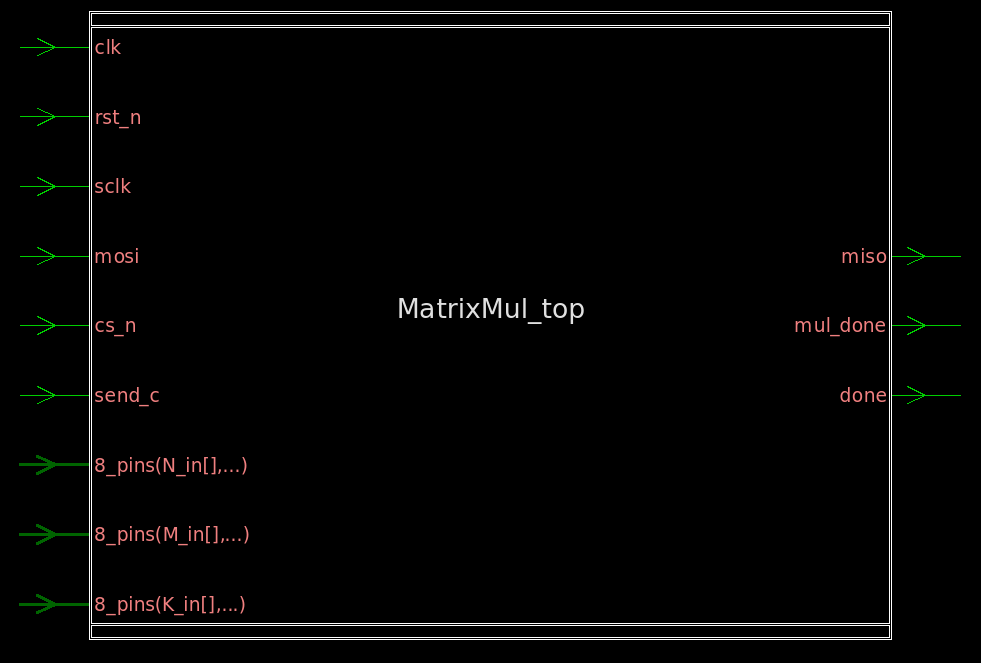 clk
rst_n
sclk
mosi
miso
MatrixMul_top
cs_n
mul_done
send_c
done
8_pins(N_in[],...)
8_pins(M_in[],...)
8_pins(K_in[],...)